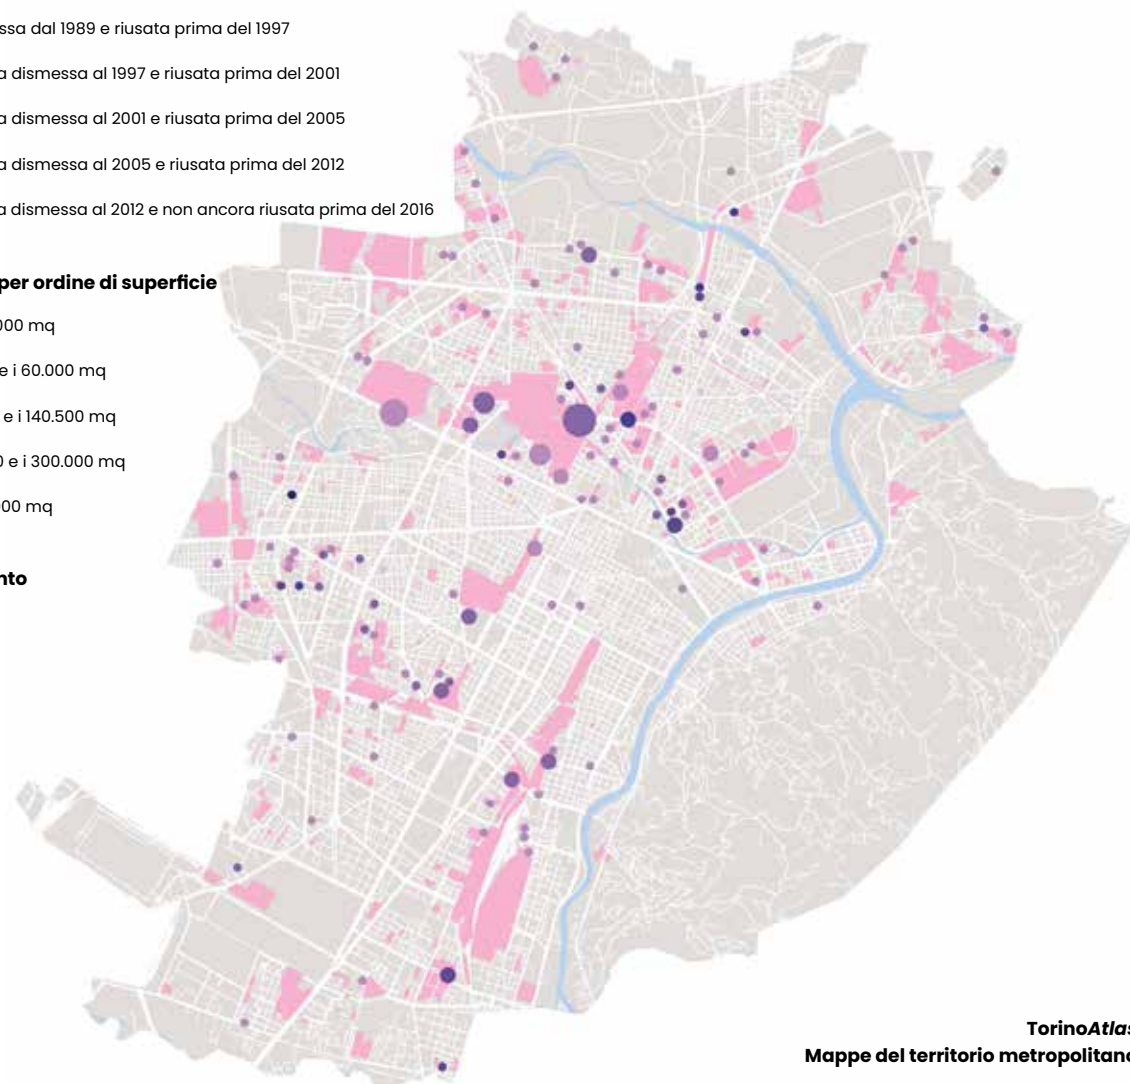 ssa dal 1989 e riusata prima del 1997
a dismessa al 1997 e riusata prima del 2001
a dismessa al 2001 e riusata prima del 2005
a dismessa al 2005 e riusata prima del 2012
a dismessa al 2012 e non ancora riusata prima del 2016
per ordine di superficie
000 mq
e i 60.000 mq
e i 140.500 mq
0 e i 300.000 mq
00 mq
nto
TorinoAtlas
Mappe del territorio metropolitano